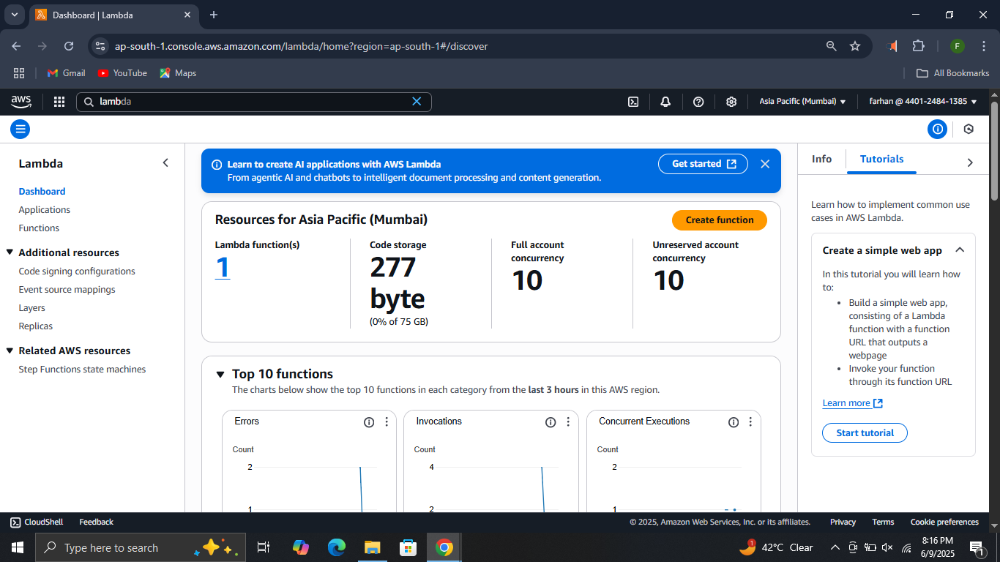 Dashboard | Lambda
ap-south-1.console.aws.amazon.com/lambda/home?region=ap-south-1#/discover
F
Gmail
YouTube
Maps
All Bookmarks
aws
lambda
Asia Pacific (Mumbai)
farhan @ 4401-2484-1385
Lambda
Dashboard
Applications
Functions
Additional resources
Code signing configurations
Event source mappings
Layers
Replicas
Related AWS resources
Step Functions state machines
Learn to create AI applications with AWS Lambda
From agentic AI and chatbots to intelligent document processing and content generation.
Get started
Resources for Asia Pacific (Mumbai)
Create function
Lambda function(s)
1
Code storage
277
byte
(0% of 75 GB)
Full account
concurrency
10
Unreserved account
concurrency
10
Top 10 functions
The charts below show the top 10 functions in each category from the last 3 hours in this AWS region.
Errors
Count
2
1
Invocations
Count
4
2
Concurrent Executions
Count
2
1
Info
Tutorials
Learn how to implement common use
cases in AWS Lambda.
Create a simple web app
In this tutorial you will learn how
to:
• Build a simple web app,
consisting of a Lambda
function with a function
URL that outputs a
webpage
• Invoke your function
through its function URL
Learn more
Start tutorial
CloudShell
Feedback
© 2025, Amazon Web Services, Inc. or its affiliates.
Privacy
Terms
Cookie preferences
Type here to search
1
42°C Clear
8:16 PM
6/9/2025
1